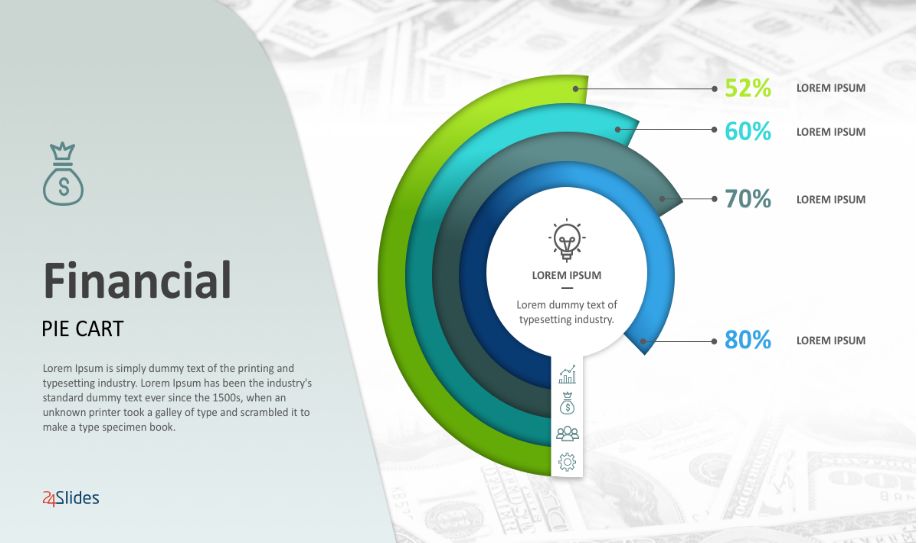 Financial
PIE CART
Lorem Ipsum is simply dummy text of the printing and
typesetting industry. Lorem Ipsum has been the industry's
standard dummy text ever since the 1500s, when an
unknown printer took a galley of type and scrambled it to
make a type specimen book.
24Slides
52% LOREM IPSUM
60% LOREM IPSUM
70% LOREM IPSUM
80% LOREM IPSUM
LOREM IPSUM
Lorem dummy text of
typesetting industry.